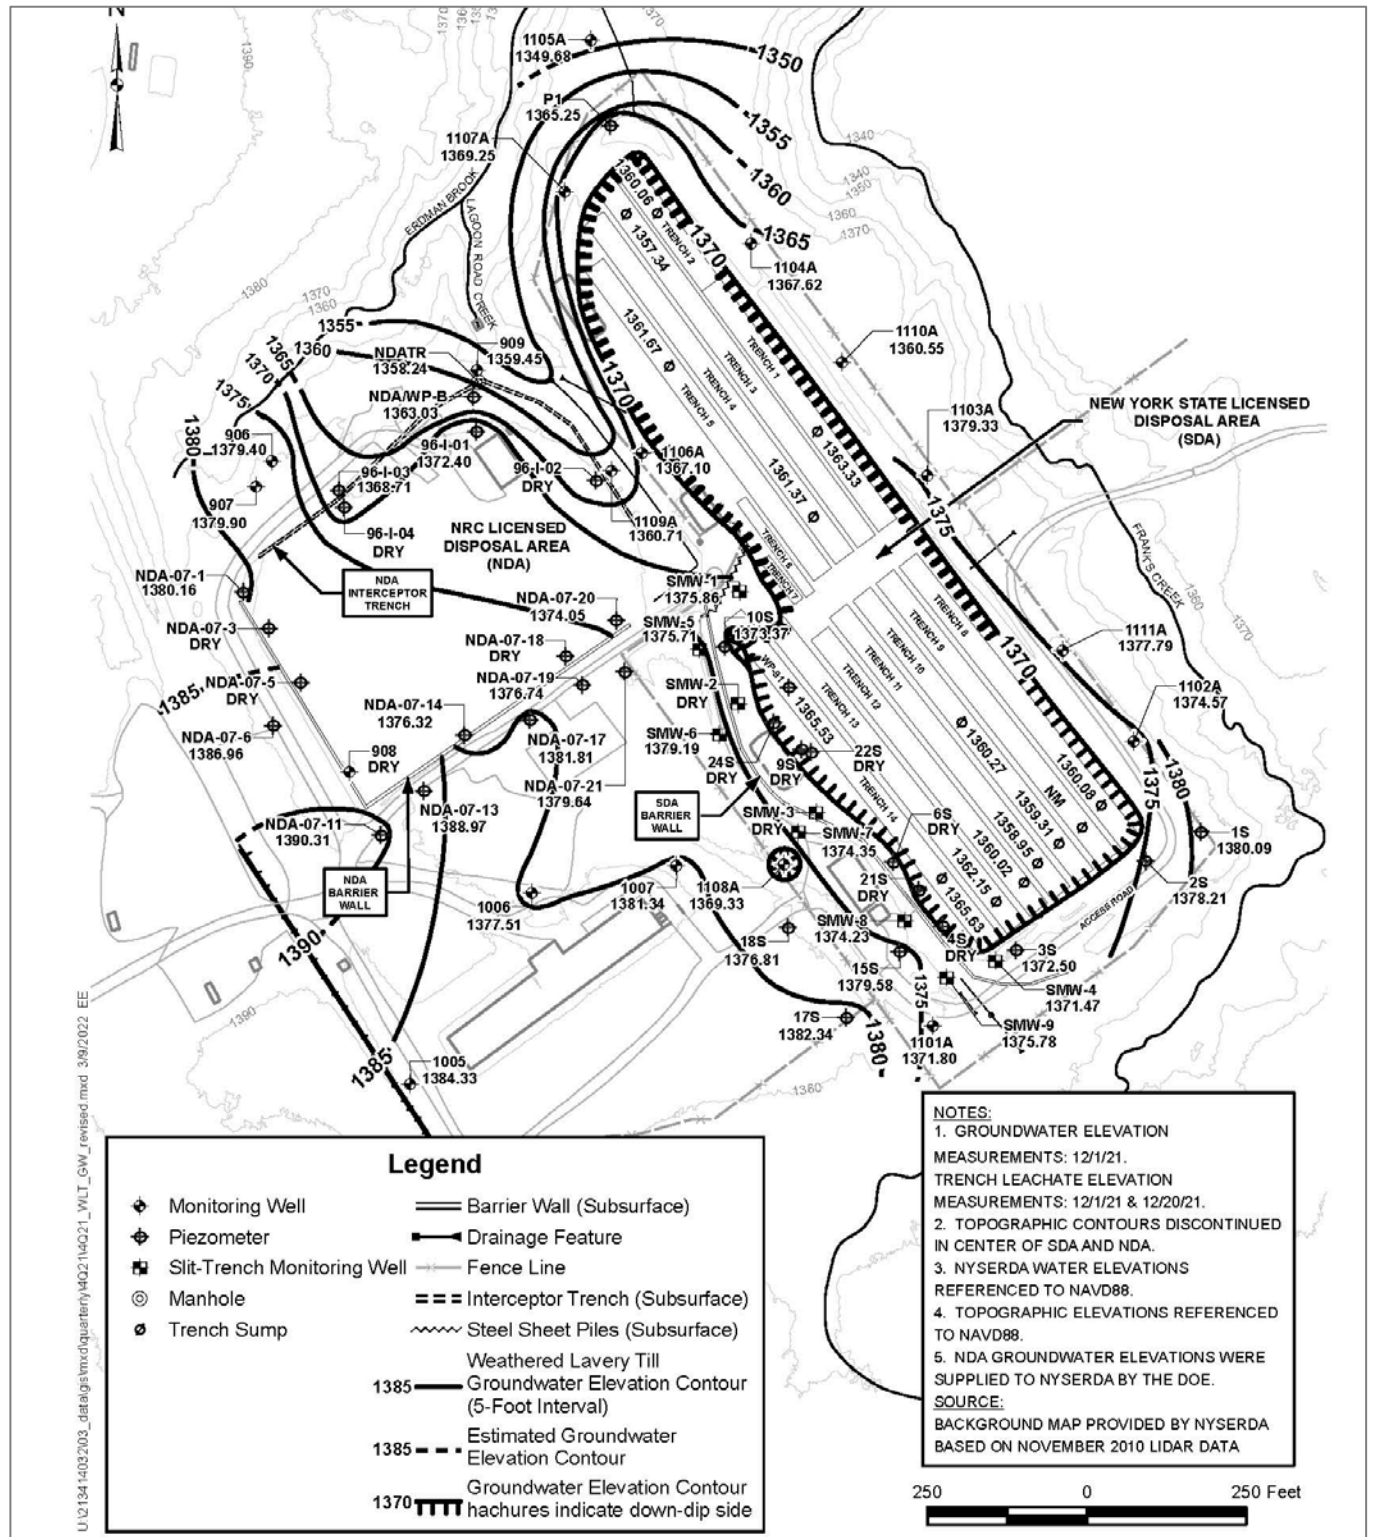 N
1105A
1349.68
1350
P1
1365.25
1355
1107A
1369.25
1360
1365
1370
1104A
1367.62
ERDMAN BROOK
LAGOON ROAD CREEK
1360.06
1357.34
TRENCH 2
1110A
1360.55
1355
1360
1365
1370
1375
1380
NDATR
1358.24
909
1359.45
NDA/WP-B
1363.03
1361.67
TRENCH 1
TRENCH 3
TRENCH 4
TRENCH 5
1370
NEW YORK STATE LICENSED
DISPOSAL AREA
(SDA)
1103A
1379.33
906
1379.40
96-I-01
1372.40
96-I-03
1368.71
96-I-02
DRY
1106A
1367.10
1363.33
1361.37
907
1379.90
96-I-04
DRY
NRC LICENSED
DISPOSAL AREA
(NDA)
1109A
1360.71
1375
FRANK'S CREEK
TRENCH 6
TRENCH 7
NDA-07-1
1380.16
NDA
INTERCEPTOR
TRENCH
NDA-07-20
1374.05
SMW-1
1375.86
SMW-5
1375.71
10S
1373.37
TRENCH 8
TRENCH 9
TRENCH 10
TRENCH 11
TRENCH 12
TRENCH 13
TRENCH 14
1370
1111A
1377.79
NDA-07-3
DRY
NDA-07-18
DRY
NDA-07-5
DRY
1385
NDA-07-19
1376.74
SMW-2
DRY
WP-91
1365.53
1102A
1374.57
NDA-07-14
1376.32
NDA-07-6
1386.96
908
DRY
NDA-07-17
1381.81
SMW-6
1379.19
24S
DRY
9S
DRY
22S
DRY
1360.27
1360.08
NM
1359.31
1358.95
1360.02
1362.15
1365.63
1375
1380
NDA-07-21
1379.64
NDA-07-13
1388.97
NDA-07-11
1390.31
SDA
BARRIER
WALL
SMW-3
DRY
SMW-7
1374.35
6S
DRY
1S
1380.09
2S
1378.21
NDA
BARRIER
WALL
1006
1377.51
1007
1381.34
1108A
1369.33
21S
DRY
ACCESS ROAD
SMW-8
1374.23
18S
1376.81
4S
DRY
3S
1372.50
15S
1379.58
SMW-4
1371.47
1390
1375
SMW-9
1375.78
17S
1382.34
1380
1101A
1371.80
1385
1005
1384.33
1360
1390
U:\213414032\03_data\gis\mxd\quarterly\4Q21\4Q21_WLT_GW_revised.mxd 3/9/2022 EE
Legend
Monitoring Well
Piezometer
Slit-Trench Monitoring Well
Manhole
Trench Sump
Barrier Wall (Subsurface)
Drainage Feature
Fence Line
Interceptor Trench (Subsurface)
Steel Sheet Piles (Subsurface)
Weathered Lavery Till
1385 Groundwater Elevation Contour
(5-Foot Interval)
Estimated Groundwater
1385 Elevation Contour
Groundwater Elevation Contour
1370 hachures indicate down-dip side
NOTES:
1. GROUNDWATER ELEVATION
MEASUREMENTS: 12/1/21.
TRENCH LEACHATE ELEVATION
MEASUREMENTS: 12/1/21 & 12/20/21.
2. TOPOGRAPHIC CONTOURS DISCONTINUED
IN CENTER OF SDA AND NDA.
3. NYSERDA WATER ELEVATIONS
REFERENCED TO NAVD88.
4. TOPOGRAPHIC ELEVATIONS REFERENCED
TO NAVD88.
5. NDA GROUNDWATER ELEVATIONS WERE
SUPPLIED TO NYSERDA BY THE DOE.
SOURCE:
BACKGROUND MAP PROVIDED BY NYSERDA
BASED ON NOVEMBER 2010 LIDAR DATA
250 0 250 Feet